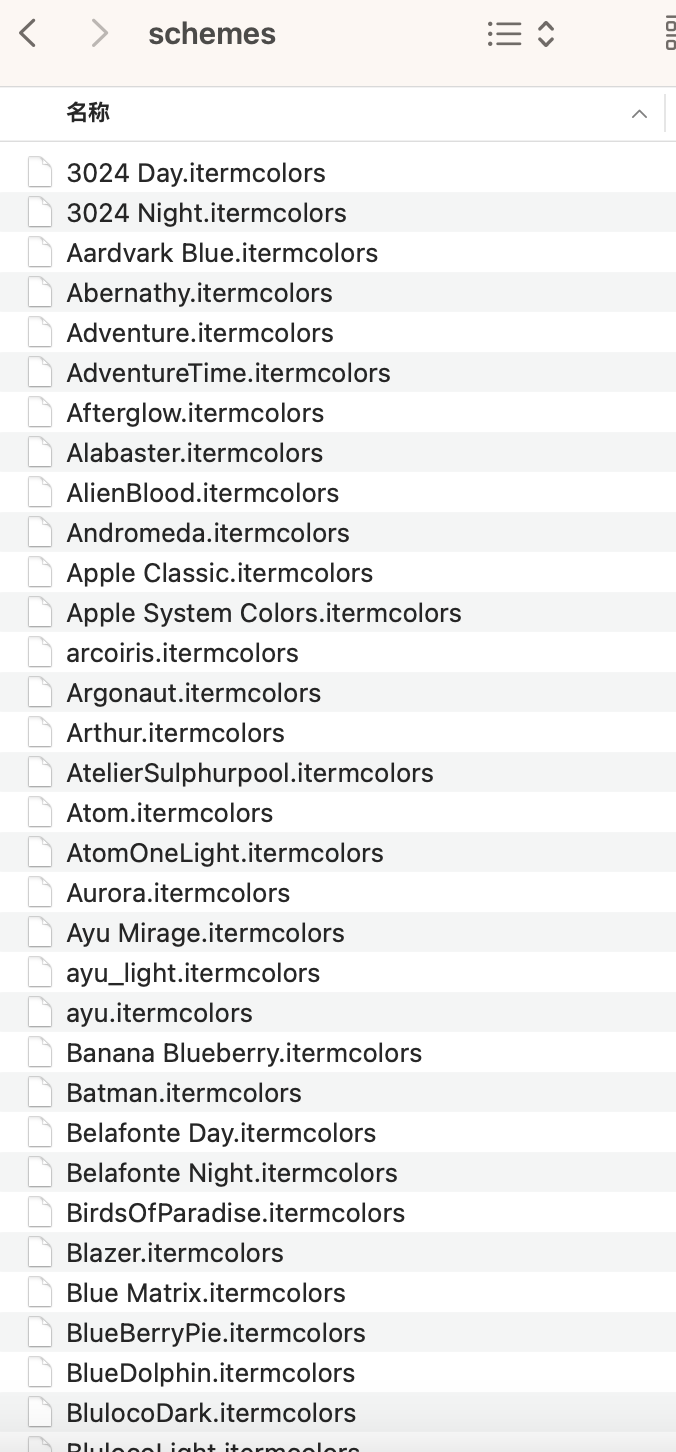 schemes
名称
3024 Day.itermcolors
3024 Night.itermcolors
Aardvark Blue.itermcolors
Abernathy.itermcolors
Adventure.itermcolors
AdventureTime.itermcolors
Afterglow.itermcolors
Alabaster.itermcolors
AlienBlood.itermcolors
Andromeda.itermcolors
Apple Classic.itermcolors
Apple System Colors.itermcolors
arcoiris.itermcolors
Argonaut.itermcolors
Arthur.itermcolors
AtelierSulphurpool.itermcolors
Atom.itermcolors
AtomOneLight.itermcolors
Aurora.itermcolors
Ayu Mirage.itermcolors
ayu_light.itermcolors
ayu.itermcolors
Banana Blueberry.itermcolors
Batman.itermcolors
Belafonte Day.itermcolors
Belafonte Night.itermcolors
BirdsOfParadise.itermcolors
Blazer.itermcolors
Blue Matrix.itermcolors
BlueBerryPie.itermcolors
BlueDolphin.itermcolors
BlulocoDark.itermcolors
BlulocoLight.itermcolors